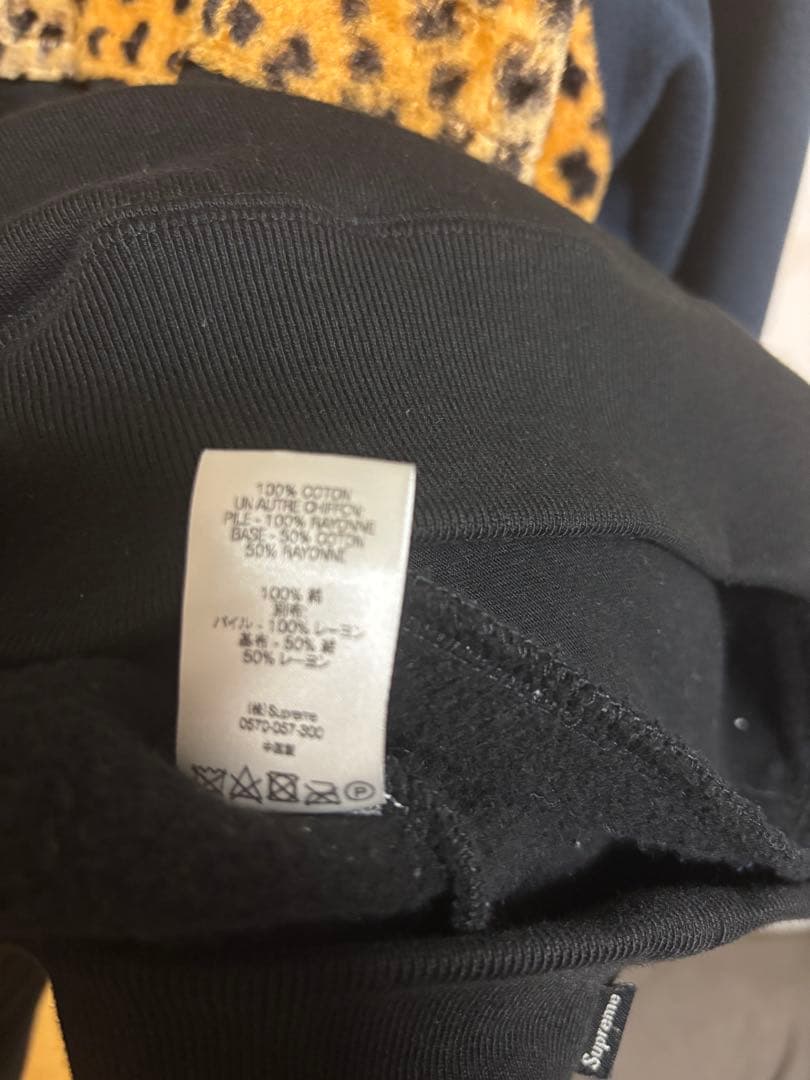 100% COTON
UN AUTRE CHIFFON
PILE - 100% RAYONNE
BASE - 50% COTON
50% RAYONNE
100% 綿
別布
パイル - 100% レーヨン
基布 - 50% 綿
50% レーヨン
(株) Supreme
0570-057-300
中国製
P
Supreme